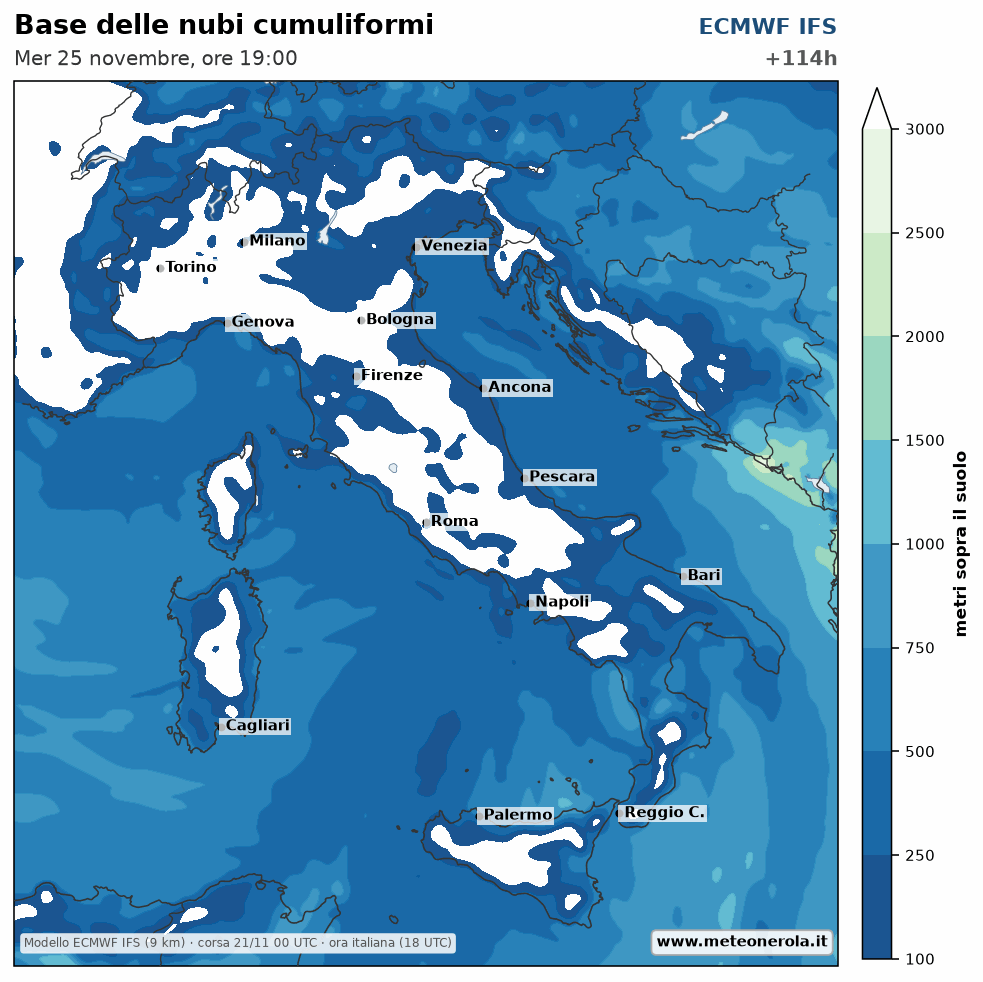 Base delle nubi cumuliformi
ECMWF IFS
Mer 25 novembre, ore 19:00
+114h
3000
2500
2000
1500
1000
750
500
250
100
metri sopra il suolo
Milano
Venezia
Torino
Genova
Bologna
Firenze
Ancona
Pescara
Roma
Bari
Napoli
Cagliari
Palermo
Reggio C.
Modello ECMWF IFS (9 km) · corsa 21/11 00 UTC · ora italiana (18 UTC)
www.meteonerola.it